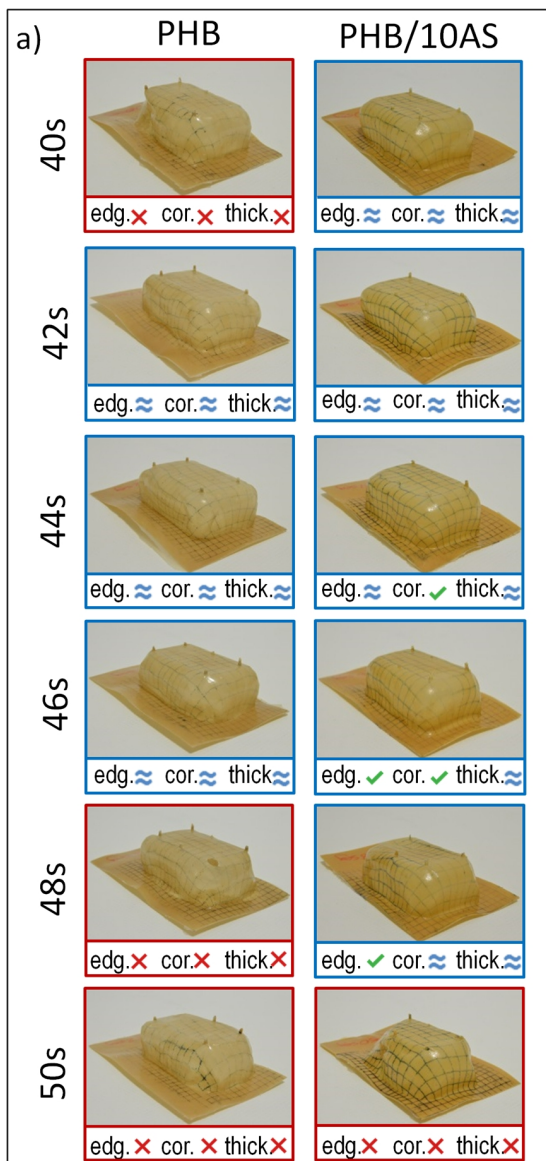 a)
PHB PHB/10AS
40s
edg.✕ cor.✕ thick.✕ edg.≈ cor.≈ thick.≈
42s
edg.≈ cor.≈ thick.≈ edg.≈ cor.≈ thick.≈
44s
edg.≈ cor.≈ thick.≈ edg.≈ cor.✓ thick.≈
46s
edg.≈ cor.≈ thick.≈ edg.✓ cor.✓ thick.≈
48s
edg.✕ cor.✕ thick.✕ edg.✓ cor.≈ thick.≈
50s
edg.✕ cor.✕ thick.✕ edg.✕ cor.✕ thick.✕